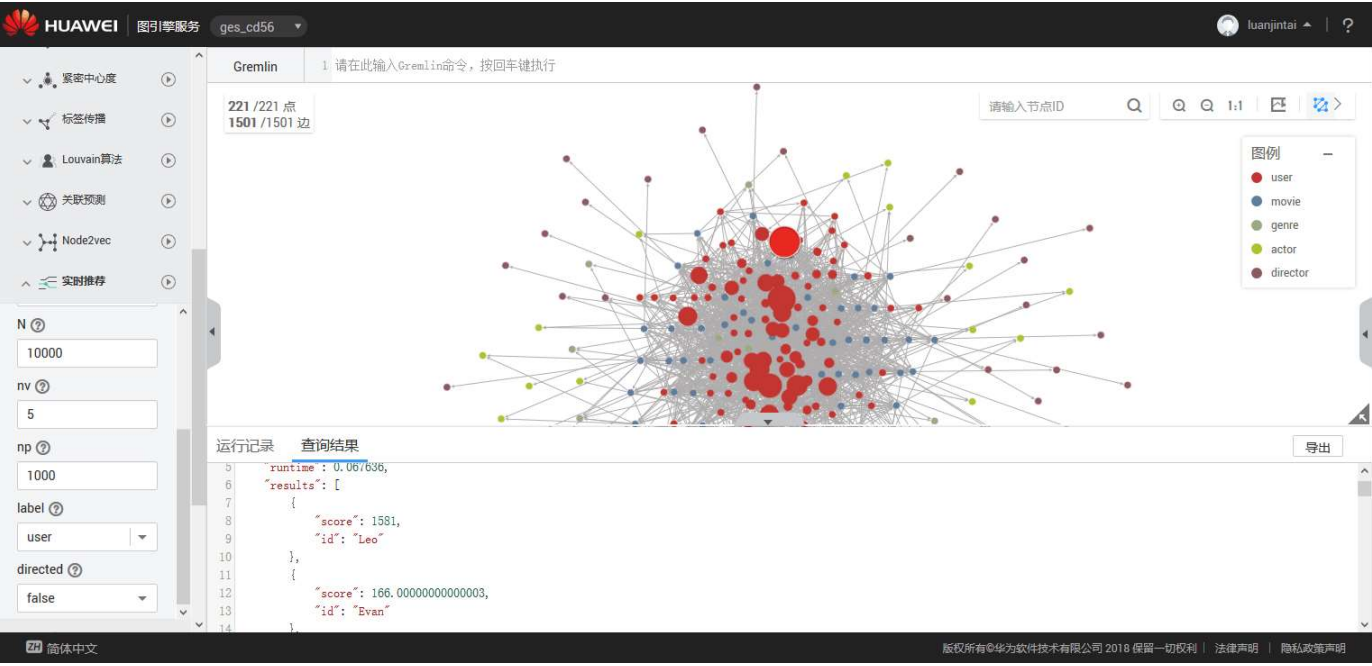 HUAWEI 图引擎服务 ges_cd56 luanjintai ?
紧密中心度
标签传播
Louvain算法
关联预测
Node2vec
实时推荐
N ?
10000
nv ?
5
np ?
1000
label ?
user
directed ?
false
Gremlin 1 请在此输入Gremlin命令，按回车键执行
221 /221 点
1501 /1501 边
请输入节点ID 1:1
图例 −
user
movie
genre
actor
director
运行记录 查询结果 导出
5 "runtime": 0.067636,
6 "results": [
7 {
8 "score": 1581,
9 "id": "Leo"
10 },
11 {
12 "score": 166.00000000000003,
13 "id": "Evan"
14 },
ZH 简体中文 版权所有©华为软件技术有限公司 2018 保留一切权利 | 法律声明 | 隐私政策声明